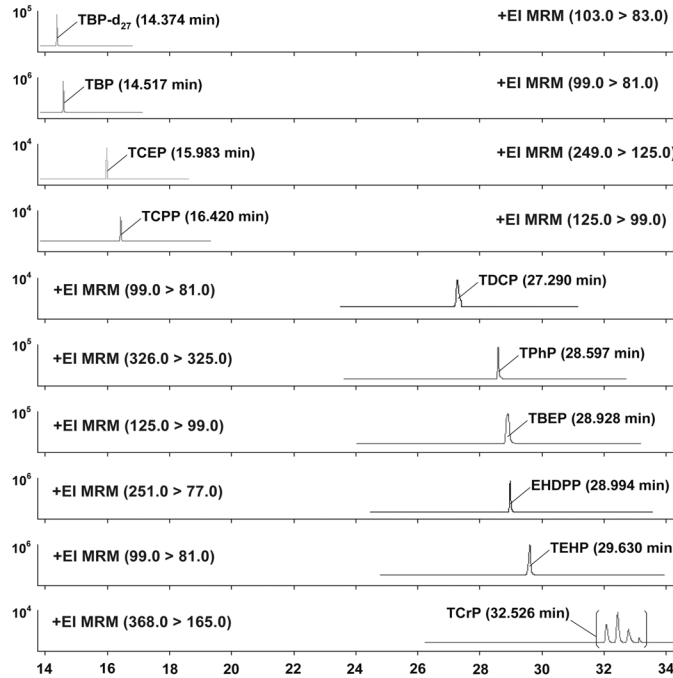 10⁵ TBP-d₂₇ (14.374 min) +EI MRM (103.0 > 83.0)
10⁶ TBP (14.517 min) +EI MRM (99.0 > 81.0)
10⁴ TCEP (15.983 min) +EI MRM (249.0 > 125.0)
10⁴ TCPP (16.420 min) +EI MRM (125.0 > 99.0)
10⁴ +EI MRM (99.0 > 81.0) TDCP (27.290 min)
10⁵ +EI MRM (326.0 > 325.0) TPhP (28.597 min)
10⁵ +EI MRM (125.0 > 99.0) TBEP (28.928 min)
10⁶ +EI MRM (251.0 > 77.0) EHDPP (28.994 min)
10⁶ +EI MRM (99.0 > 81.0) TEHP (29.630 min
10⁴ +EI MRM (368.0 > 165.0) TCrP (32.526 min)
14 16 18 20 22 24 26 28 30 32 34